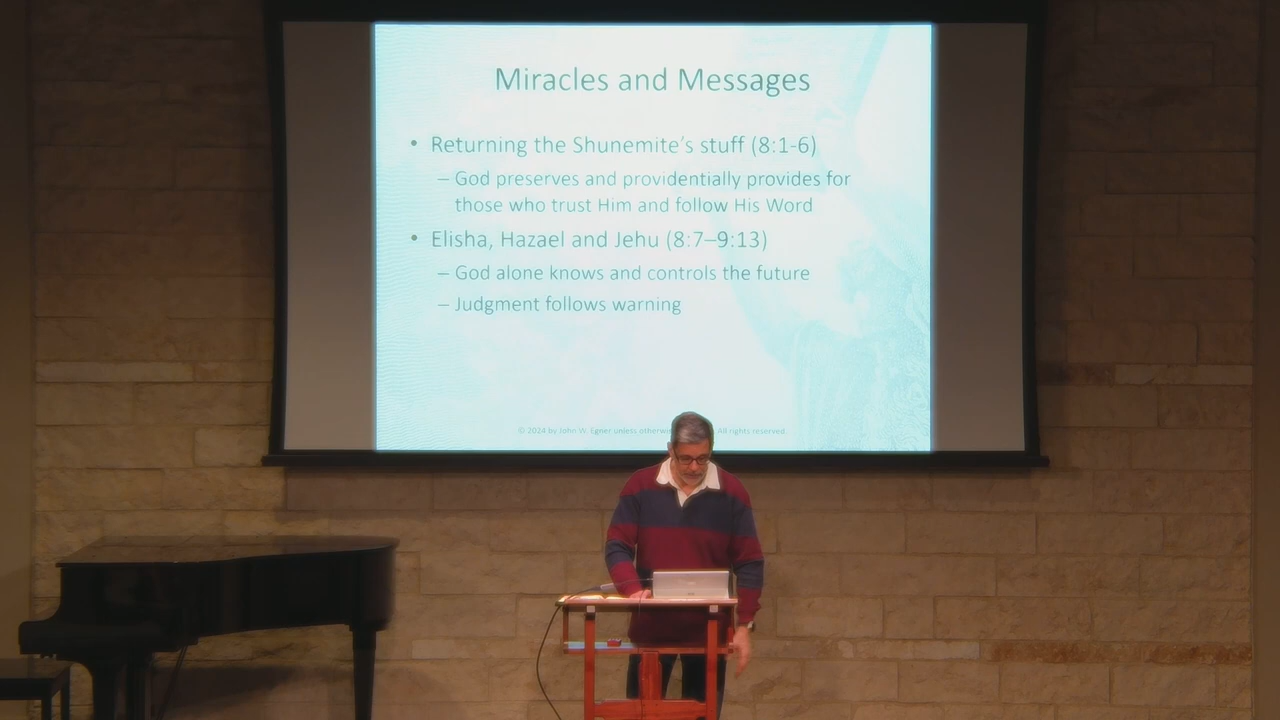 Miracles and Messages
• Returning the Shunemite's stuff (8:1-6)
– God preserves and providentially provides for
those who trust Him and follow His Word
• Elisha, Hazael and Jehu (8:7–9:13)
– God alone knows and controls the future
– Judgment follows warning
© 2024 by John W. Egner unless All rights reserved.